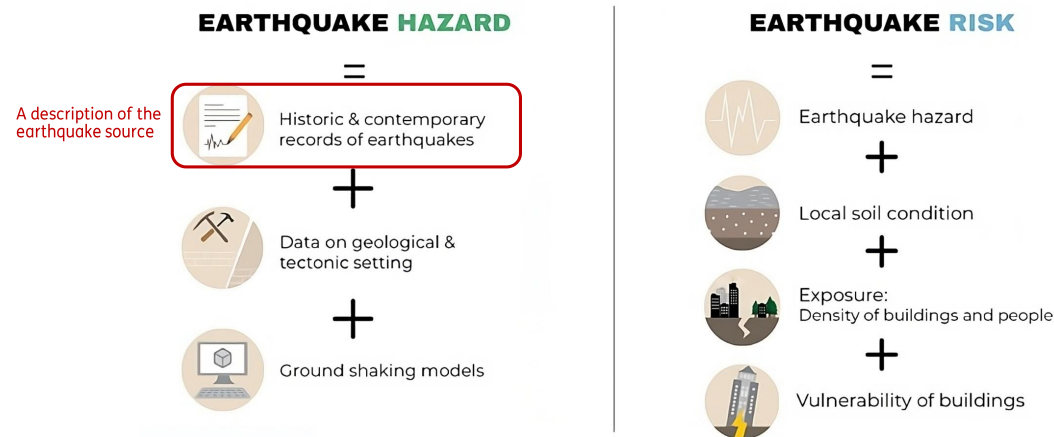 EARTHQUAKE HAZARD
=
A description of the
earthquake source
Historic & contemporary
records of earthquakes
+
Data on geological &
tectonic setting
+
Ground shaking models
EARTHQUAKE RISK
=
Earthquake hazard
+
Local soil condition
+
Exposure:
Density of buildings and people
+
Vulnerability of buildings